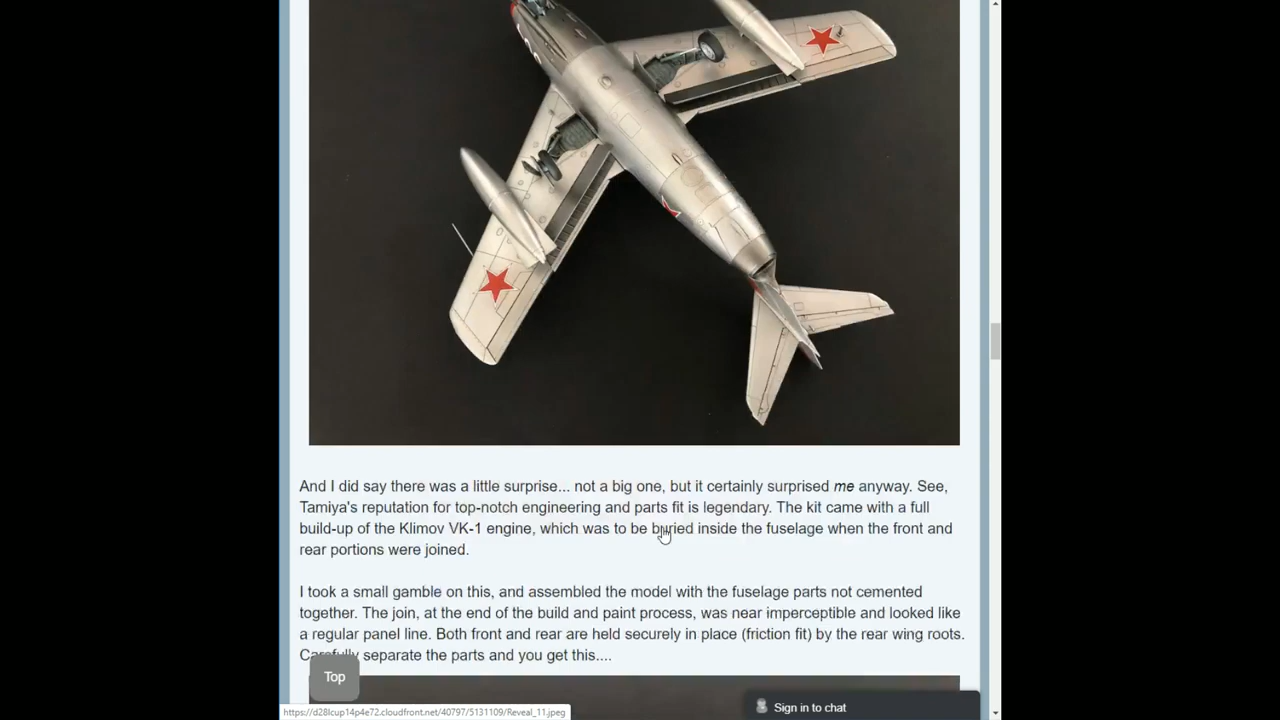 And I did say there was a little surprise... not a big one, but it certainly surprised me anyway. See,
Tamiya's reputation for top-notch engineering and parts fit is legendary. The kit came with a full
build-up of the Klimov VK-1 engine, which was to be buried inside the fuselage when the front and
rear portions were joined.
I took a small gamble on this, and assembled the model with the fuselage parts not cemented
together. The join, at the end of the build and paint process, was near imperceptible and looked like
a regular panel line. Both front and rear are held securely in place (friction fit) by the rear wing roots.
Carefully separate the parts and you get this....
Top
Sign in to chat
https://d28lcup14p4e72.cloudfront.net/40797/5131109/Reveal_11.jpeg